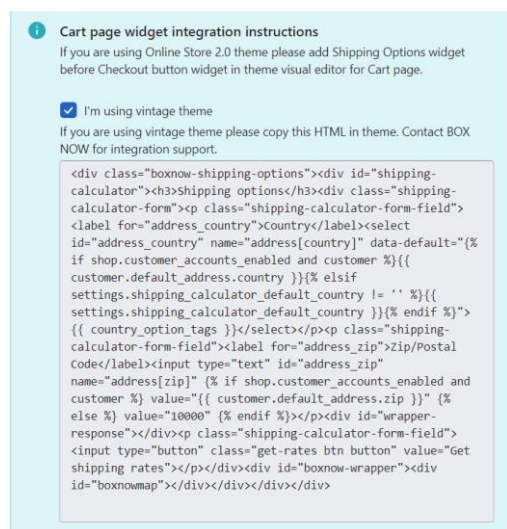 Cart page widget integration instructions
If you are using Online Store 2.0 theme please add Shipping Options widget
before Checkout button widget in theme visual editor for Cart page.
I'm using vintage theme
If you are using vintage theme please copy this HTML in theme. Contact BOX
NOW for integration support.
<div class="boxnow-shipping-options"><div id="shipping-
calculator"><h3>Shipping options</h3><div class="shipping-
calculator-form"><p class="shipping-calculator-form-field">
<label for="address_country">Country</label><select
id="address_country" name="address[country]" data-default="{%
if shop.customer_accounts_enabled and customer %}{{
customer.default_address.country }}{% elsif
settings.shipping_calculator_default_country != '' %}{{
settings.shipping_calculator_default_country }}{% endif %}">
{{ country_option_tags }}</select></p><p class="shipping-
calculator-form-field"><label for="address_zip">Zip/Postal
Code</label><input type="text" id="address_zip"
name="address[zip]" {% if shop.customer_accounts_enabled and
customer %} value="{{ customer.default_address.zip }}" {%
else %} value="10000" {% endif %}></p><div id="wrapper-
response"></div><p class="shipping-calculator-form-field">
<input type="button" class="get-rates btn button" value="Get
shipping rates"></p></div><div id="boxnow-wrapper"><div
id="boxnowmap"></div></div></div></div>